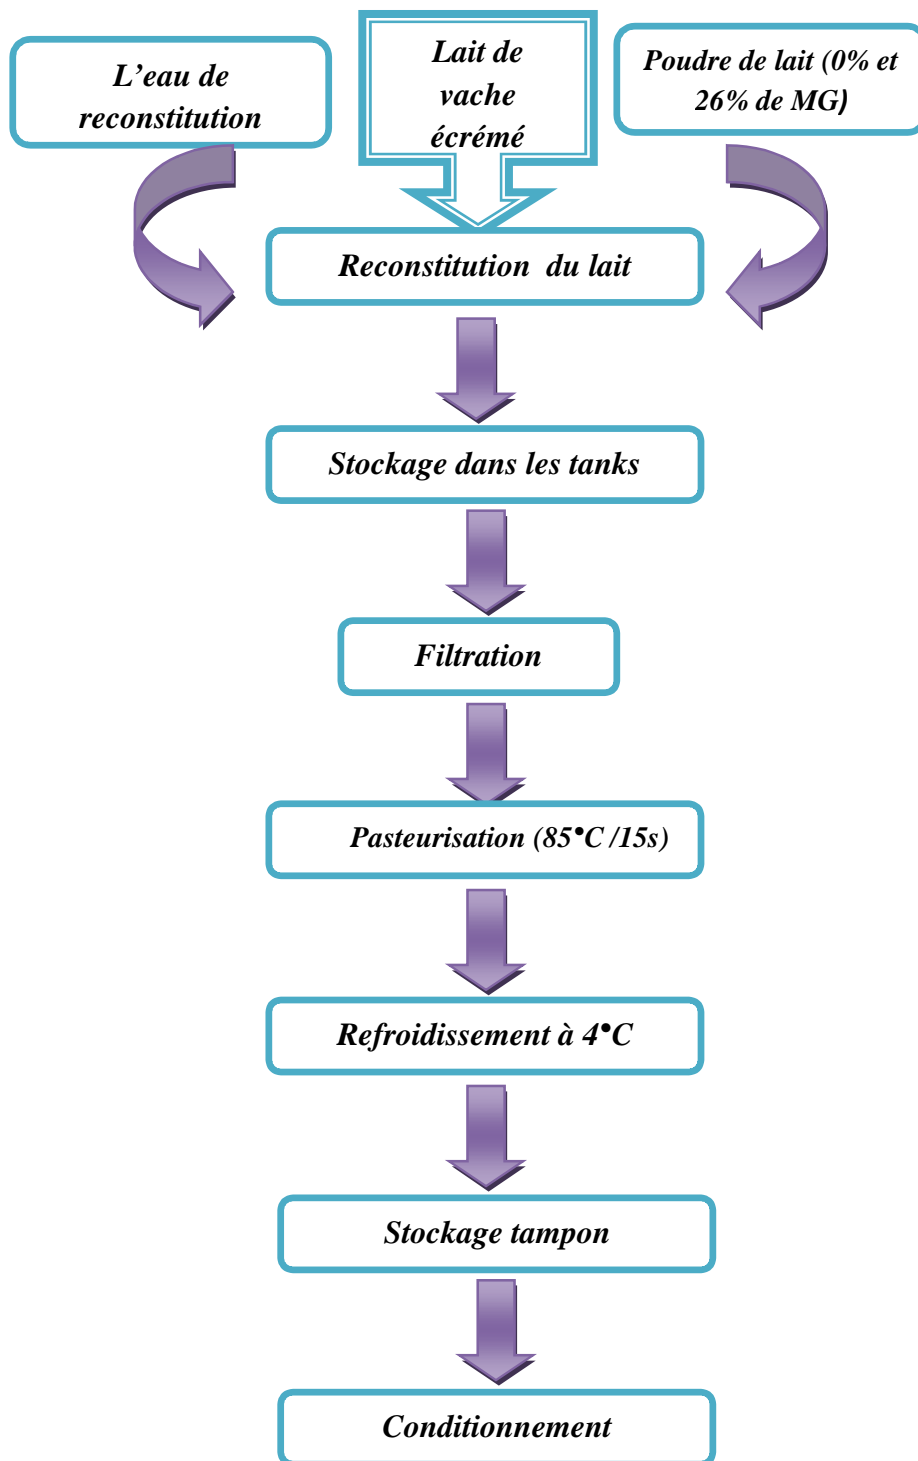 L’eau de
reconstitution
Lait de
vache
écrémé
Poudre de lait (0% et
26% de MG)
Reconstitution du lait
Stockage dans les tanks
Filtration
Pasteurisation (85°C /15s)
Refroidissement à 4°C
Stockage tampon
Conditionnement